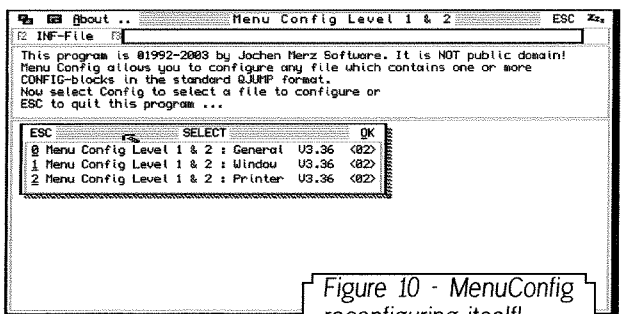 About .. Menu Config Level 1 & 2 ESC Zzz
F2 INF-File F3
This program is ©1992-2003 by Jochen Merz Software. It is NOT public domain!
Menu Config allows you to configure any file which contains one or more
CONFIG-blocks in the standard QJUMP format.
Now select Config to select a file to configure or
ESC to quit this program ...
ESC SELECT OK
0 Menu Config Level 1 & 2 : General V3.36 <02>
1 Menu Config Level 1 & 2 : Window V3.36 <02>
2 Menu Config Level 1 & 2 : Printer V3.36 <02>
Figure 10 - MenuConfig
reconfiguring itself!